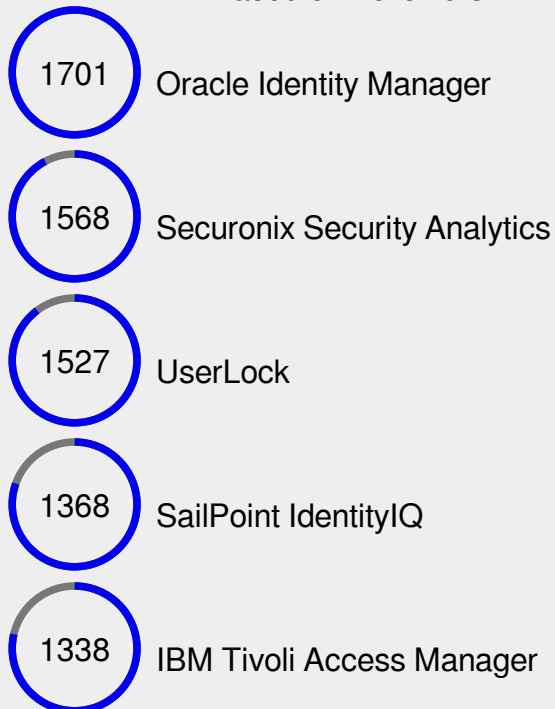 1701
Oracle Identity Manager
1568
Securonix Security Analytics
1527
UserLock
1368
SailPoint IdentityIQ
1338
IBM Tivoli Access Manager